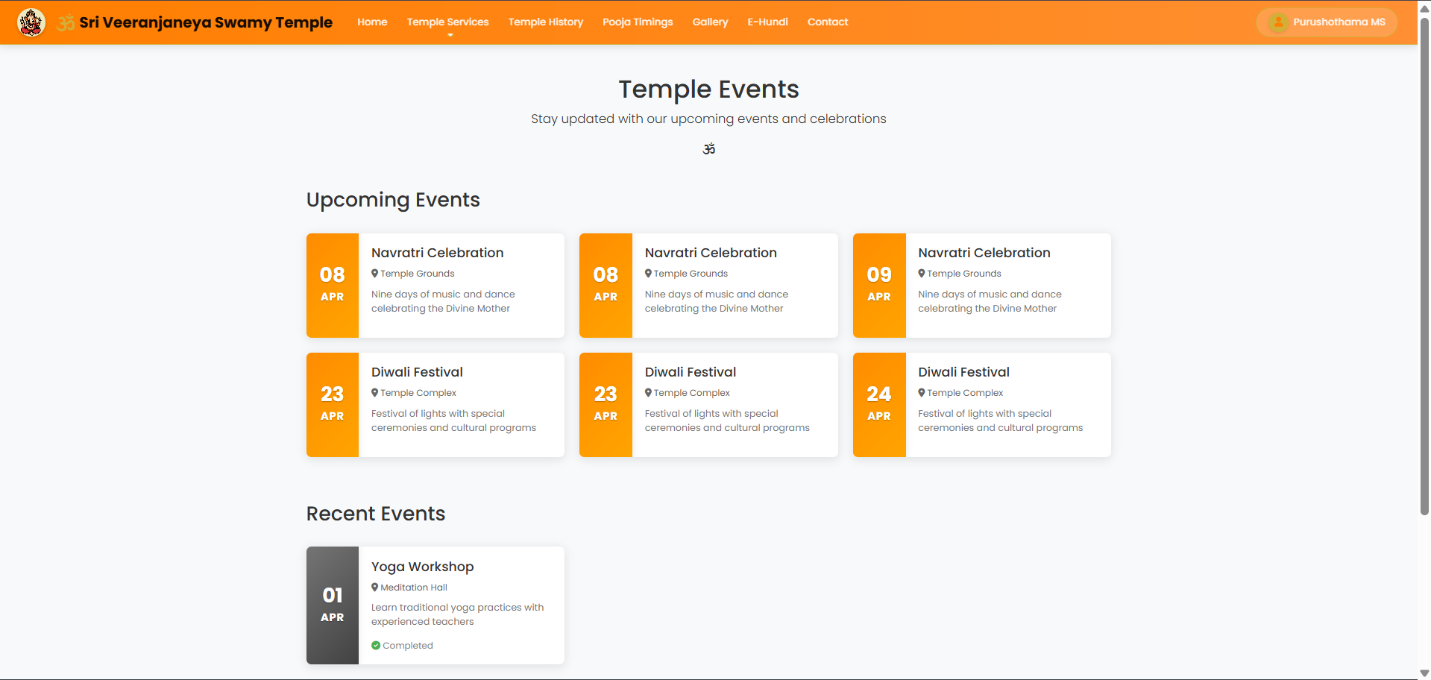 ॐ Sri Veeranjaneya Swamy Temple Home Temple Services Temple History Pooja Timings Gallery E-Hundi Contact Purushothama MS
Temple Events
Stay updated with our upcoming events and celebrations
ॐ
Upcoming Events
08
APR
Navratri Celebration
Temple Grounds
Nine days of music and dance
celebrating the Divine Mother
08
APR
Navratri Celebration
Temple Grounds
Nine days of music and dance
celebrating the Divine Mother
09
APR
Navratri Celebration
Temple Grounds
Nine days of music and dance
celebrating the Divine Mother
23
APR
Diwali Festival
Temple Complex
Festival of lights with special
ceremonies and cultural programs
23
APR
Diwali Festival
Temple Complex
Festival of lights with special
ceremonies and cultural programs
24
APR
Diwali Festival
Temple Complex
Festival of lights with special
ceremonies and cultural programs
Recent Events
01
APR
Yoga Workshop
Meditation Hall
Learn traditional yoga practices with
experienced teachers
Completed